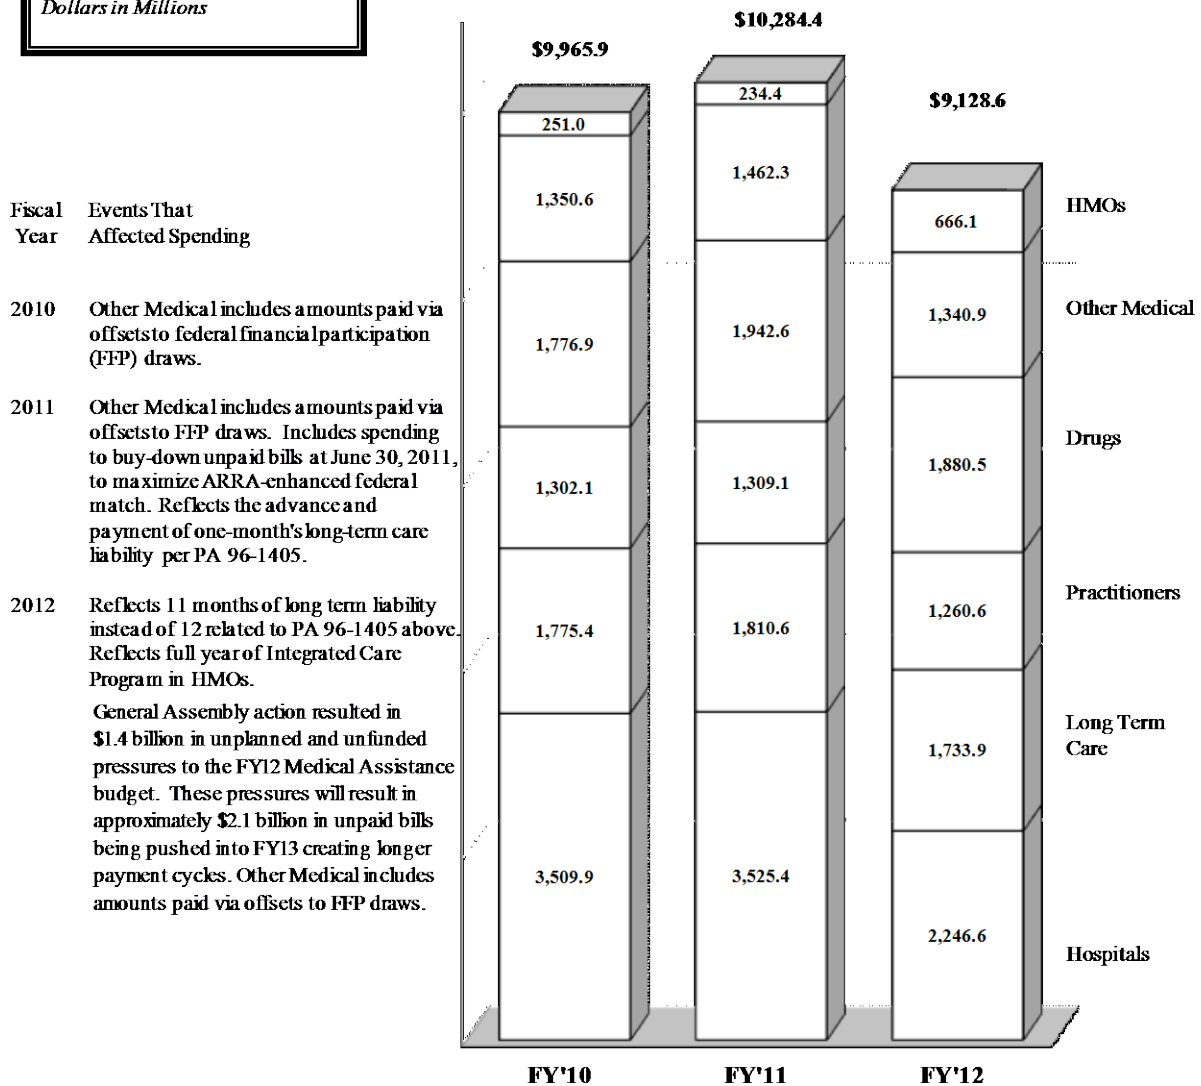 Dollars in Millions
$9,965.9
$10,284.4
$9,128.6
Fiscal Events That
Year Affected Spending
2010 Other Medical includes amounts paid via
offsets to federal financial participation
(FFP) draws.
2011 Other Medical includes amounts paid via
offsets to FFP draws. Includes spending
to buy-down unpaid bills at June 30, 2011,
to maximize ARRA-enhanced federal
match. Reflects the advance and
payment of one-month's long-term care
liability per PA 96-1405.
2012 Reflects 11 months of long term liability
instead of 12 related to PA 96-1405 above.
Reflects full year of Integrated Care
Program in HMOs.
General Assembly action resulted in
$1.4 billion in unplanned and unfunded
pressures to the FY12 Medical Assistance
budget. These pressures will result in
approximately $2.1 billion in unpaid bills
being pushed into FY13 creating longer
payment cycles. Other Medical includes
amounts paid via offsets to FFP draws.
251.0
1,350.6
1,776.9
1,302.1
1,775.4
3,509.9
FY'10
234.4
1,462.3
1,942.6
1,309.1
1,810.6
3,525.4
FY'11
666.1
1,340.9
1,880.5
1,260.6
1,733.9
2,246.6
FY'12
HMOs
Other Medical
Drugs
Practitioners
Long Term
Care
Hospitals